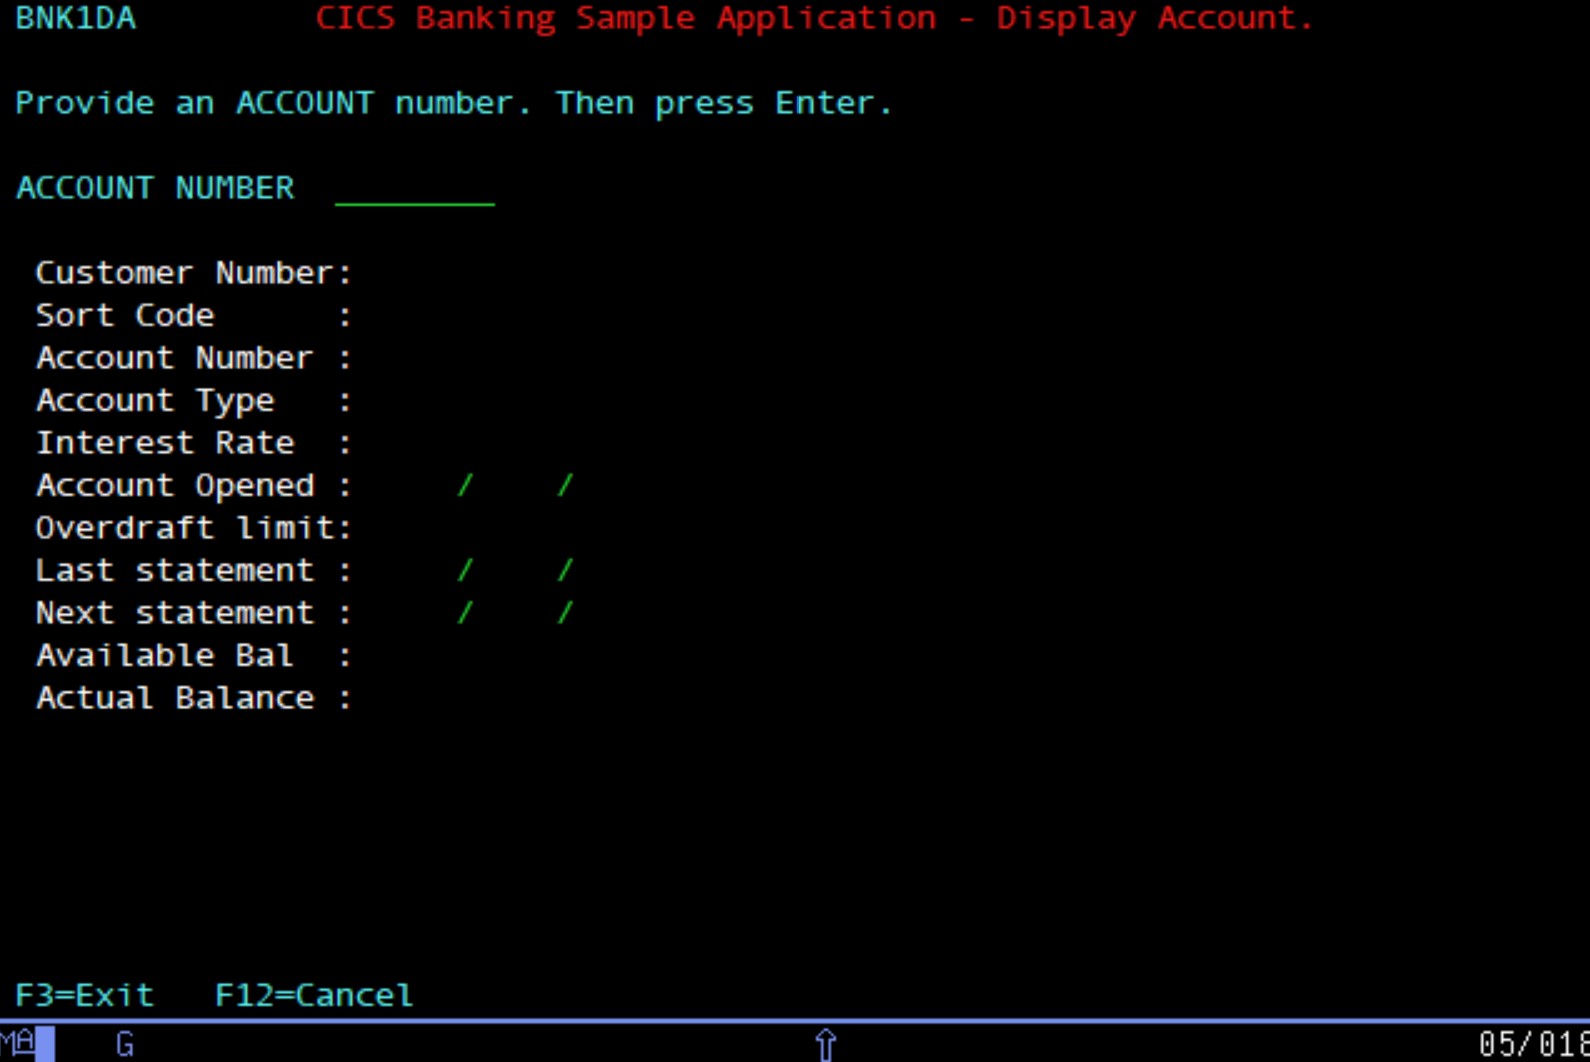 BNK1DA CICS Banking Sample Application - Display Account.
Provide an ACCOUNT number. Then press Enter.
ACCOUNT NUMBER ________
Customer Number:
Sort Code :
Account Number :
Account Type :
Interest Rate :
Account Opened : / /
Overdraft limit:
Last statement : / /
Next statement : / /
Available Bal :
Actual Balance :
F3=Exit F12=Cancel
MA G 05/018